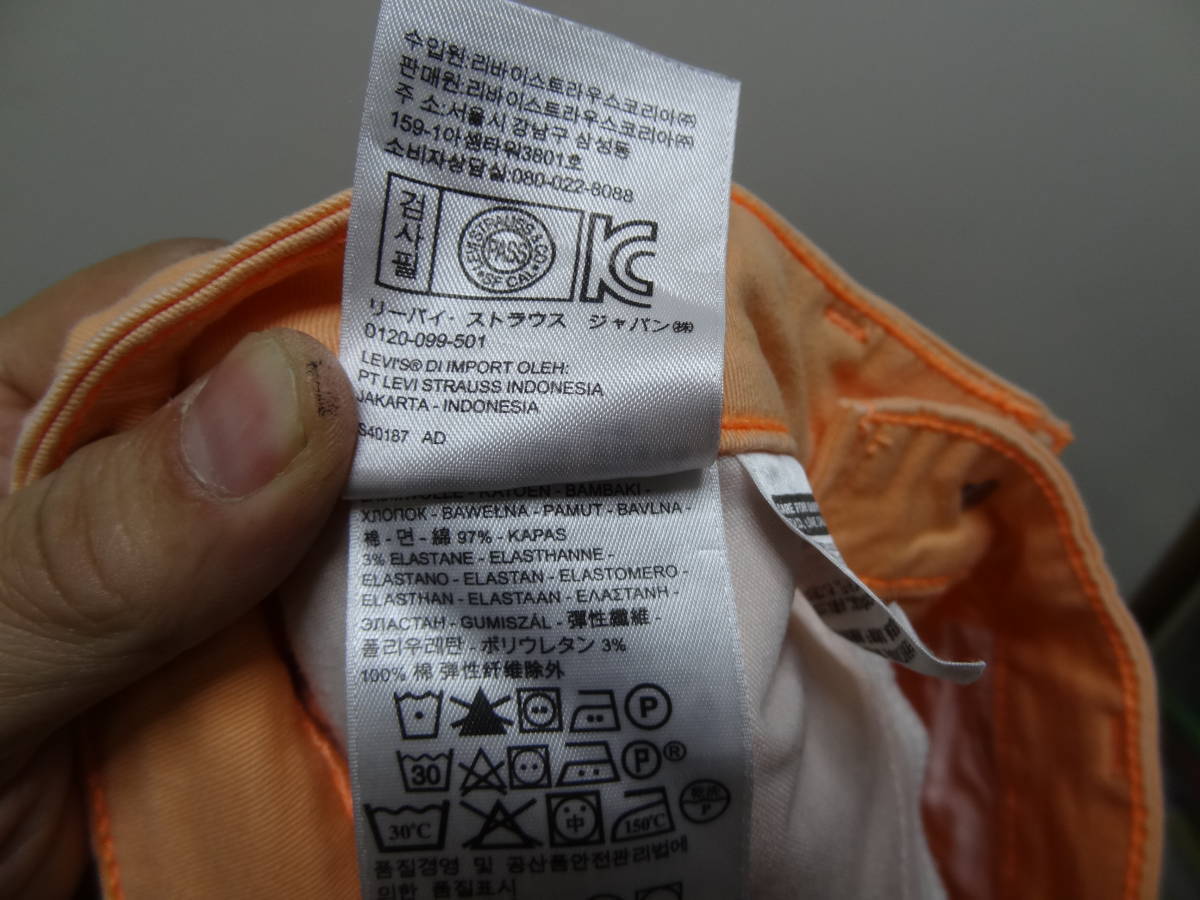 수입원:리바이스트라우스코리아㈜
판매원:리바이스트라우스코리아㈜
주 소:서울시 강남구 삼성동
159-1아셈타워3801호
소비자상담실:080-022-8088
검사필
LEVI STRAUSS & CO
PASS
OF CAL
リーバイ・ストラウス ジャパン㈱
0120-099-501
LEVI'S® DI IMPORT OLEH:
PT LEVI STRAUSS INDONESIA
JAKARTA - INDONESIA
S40187 AD
KATOEN - BAMBAKI -
ХЛОПОК - BAWEŁNA - PAMUT - BAVLNA -
棉 - 면 - 綿 97% - KAPAS
3% ELASTANE - ELASTHANNE -
ELASTANO - ELASTAN - ELASTOMERO -
ELASTHAN - ELASTAAN - ΕΛΑΣΤΑΝΗ -
ЭЛАСТАН - GUMISZÁL - 彈性纖維 -
폴리우레탄 - ポリウレタン 3%
100% 棉 弹性纤维除外
P
30 P®
30°C 中 150°C P
품질경영 및 공산품안전관리법에
의한 품질표시